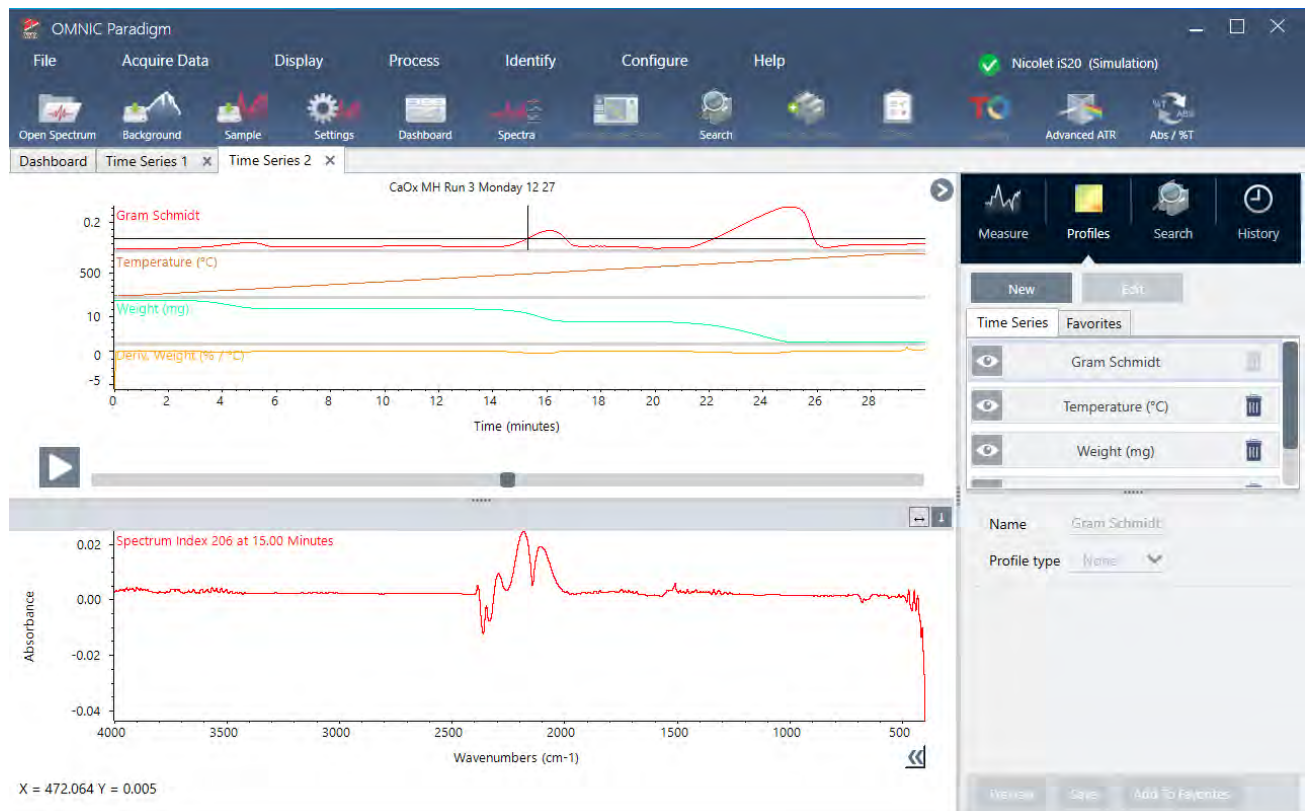 OMNIC Paradigm
File Acquire Data Display Process Identify Configure Help Nicolet iS20 (Simulation)
Open Spectrum Background Sample Settings Dashboard Spectra Search TQ Advanced ATR Abs / %T
Dashboard Time Series 1 X Time Series 2 X
CaOx MH Run 3 Monday 12 27
Gram Schmidt
0.2
Temperature (°C)
500
Weight (mg)
10
Deriv. Weight (% / °C)
0
-5
0 2 4 6 8 10 12 14 16 18 20 22 24 26 28
Time (minutes)
Spectrum Index 206 at 15.00 Minutes
0.02
0.00
-0.02
-0.04
Absorbance
4000 3500 3000 2500 2000 1500 1000 500
Wavenumbers (cm-1)
X = 472.064 Y = 0.005
Measure Profiles Search History
New Edit
Time Series Favorites
Gram Schmidt
Temperature (°C)
Weight (mg)
Name Gram Schmidt
Profile type None
Preview Save Add To Favorites